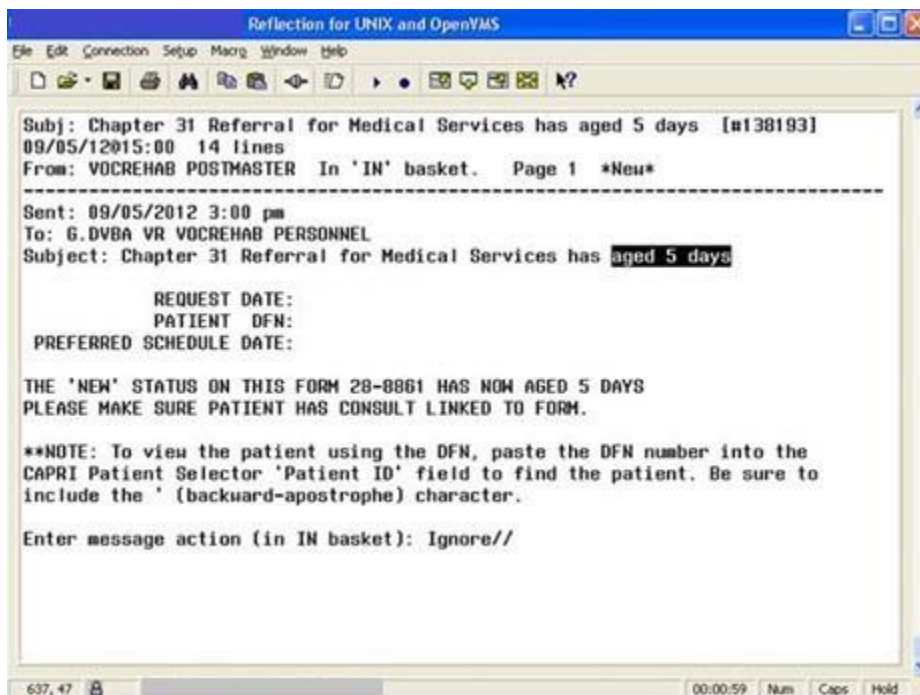 Reflection for UNIX and OpenVMS
File Edit Connection Setup Macro Window Help
Subj: Chapter 31 Referral for Medical Services has aged 5 days [#138193]
09/05/12@15:00 14 lines
From: VOCREHAB POSTMASTER In 'IN' basket. Page 1 *New*
--------------------------------------------------------------------------------
Sent: 09/05/2012 3:00 pm
To: G.DVBA VR VOCREHAB PERSONNEL
Subject: Chapter 31 Referral for Medical Services has aged 5 days
REQUEST DATE:
PATIENT DFN:
PREFERRED SCHEDULE DATE:
THE 'NEW' STATUS ON THIS FORM 28-8861 HAS NOW AGED 5 DAYS
PLEASE MAKE SURE PATIENT HAS CONSULT LINKED TO FORM.
**NOTE: To view the patient using the DFN, paste the DFN number into the
CAPRI Patient Selector 'Patient ID' field to find the patient. Be sure to
include the ' (backward-apostrophe) character.
Enter message action (in IN basket): Ignore//
637, 47 00:00:59 Num Caps Hold